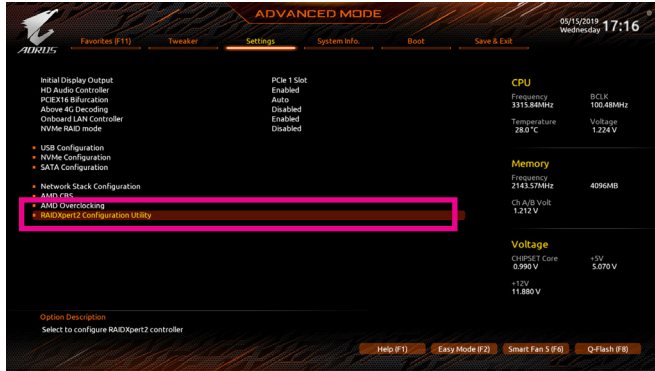 ADVANCED MODE
05/15/2019
Wednesday 17:16
AORUS
Favorites (F11) Tweaker Settings System Info. Boot Save & Exit
Initial Display Output PCIe 1 Slot
HD Audio Controller Enabled
PCIEX16 Bifurcation Auto
Above 4G Decoding Disabled
Onboard LAN Controller Enabled
NVMe RAID mode Disabled
USB Configuration
NVMe Configuration
SATA Configuration
Network Stack Configuration
AMD CBS
AMD Overclocking
RAIDXpert2 Configuration Utility
CPU
Frequency BCLK
3315.84MHz 100.48MHz
Temperature Voltage
28.0 °C 1.224 V
Memory
Frequency
2143.57MHz 4096MB
Ch A/B Volt
1.212 V
Voltage
CHIPSET Core +5V
0.990 V 5.070 V
+12V
11.880 V
Option Description
Select to configure RAIDXpert2 controller
Help (F1) Easy Mode (F2) Smart Fan 5 (F6) Q-Flash (F8)